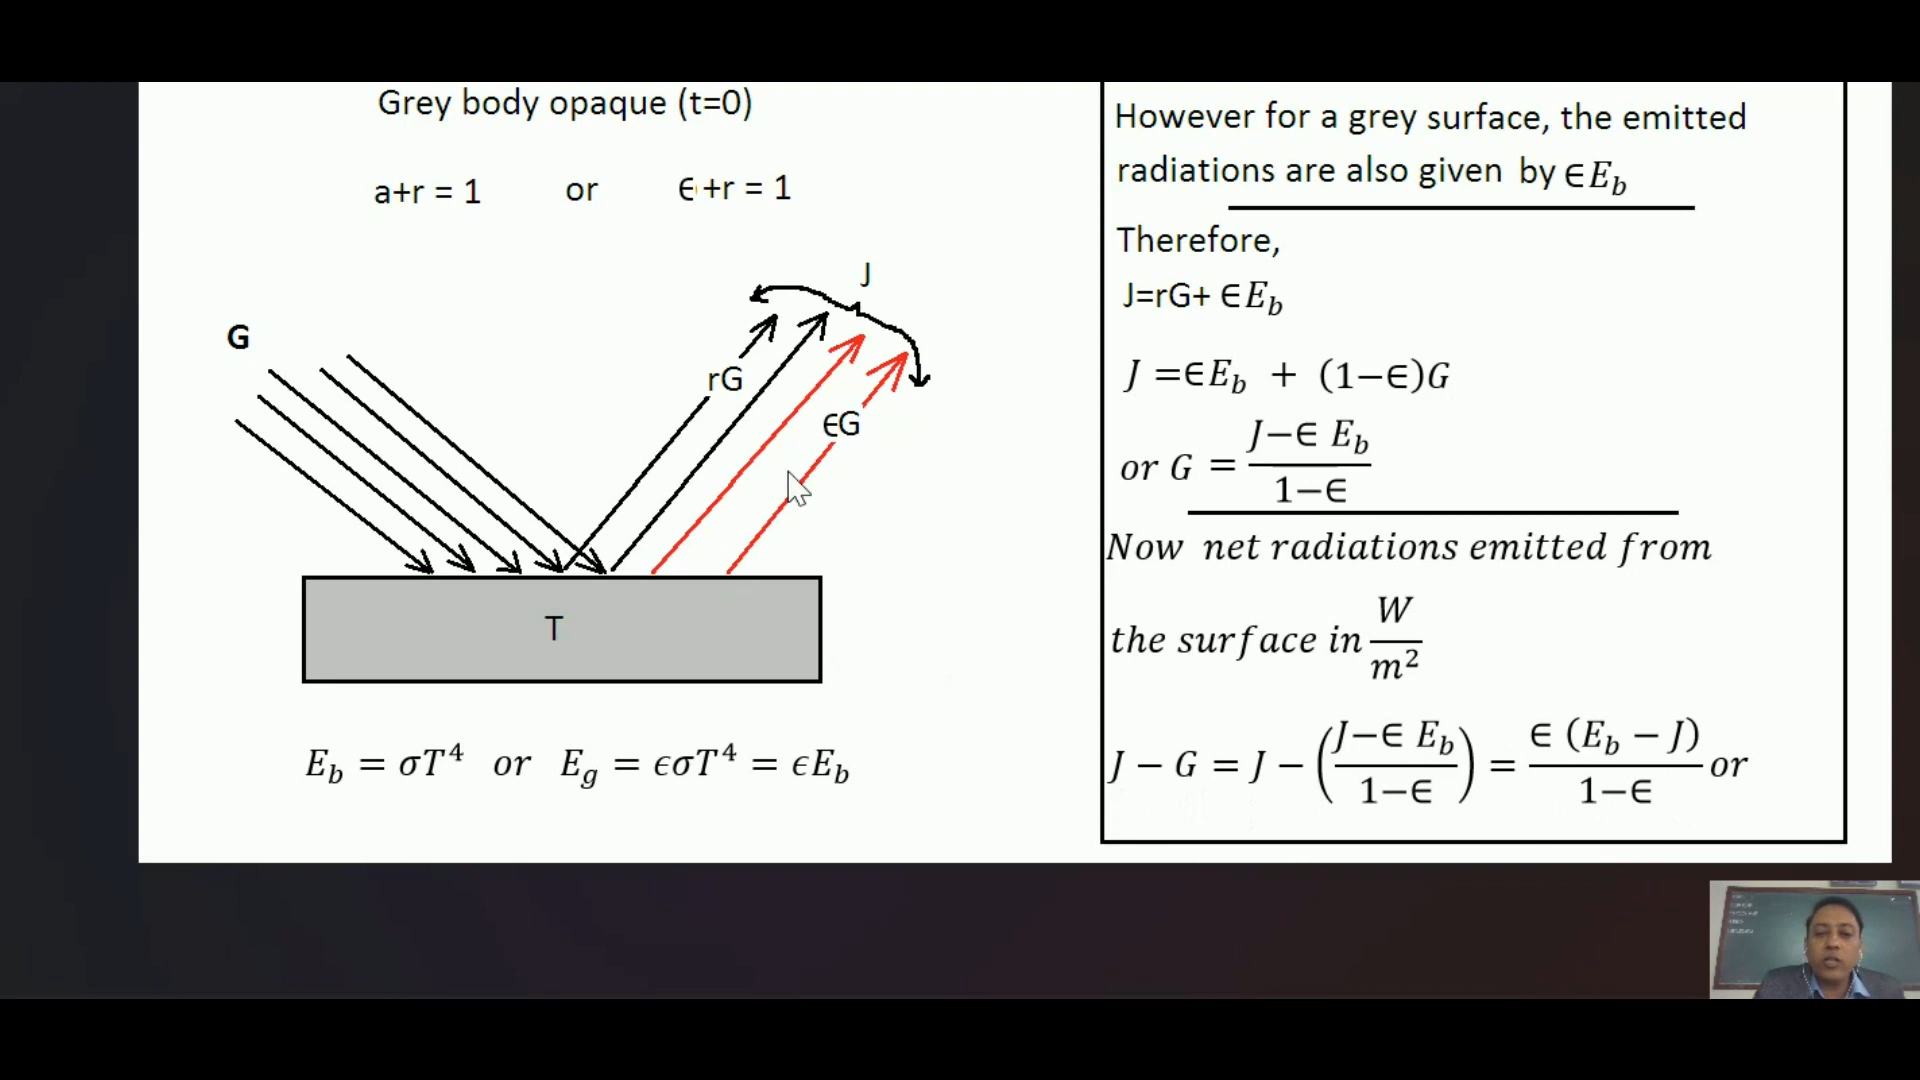 Grey body opaque (t=0)
a+r = 1 or ϵ+r = 1
G
J
rG
ϵG
T
E_b = σT⁴ or E_g = ϵσT⁴ = ϵE_b
However for a grey surface, the emitted
radiations are also given by ∈E_b
Therefore,
J=rG+ ∈E_b
J =∈E_b + (1−∈)G
or G = (J−∈ E_b)/(1−∈)
Now net radiations emitted from
the surface in W/m²
J − G = J − ((J−∈ E_b)/(1−∈)) = (∈ (E_b − J))/(1−∈) or